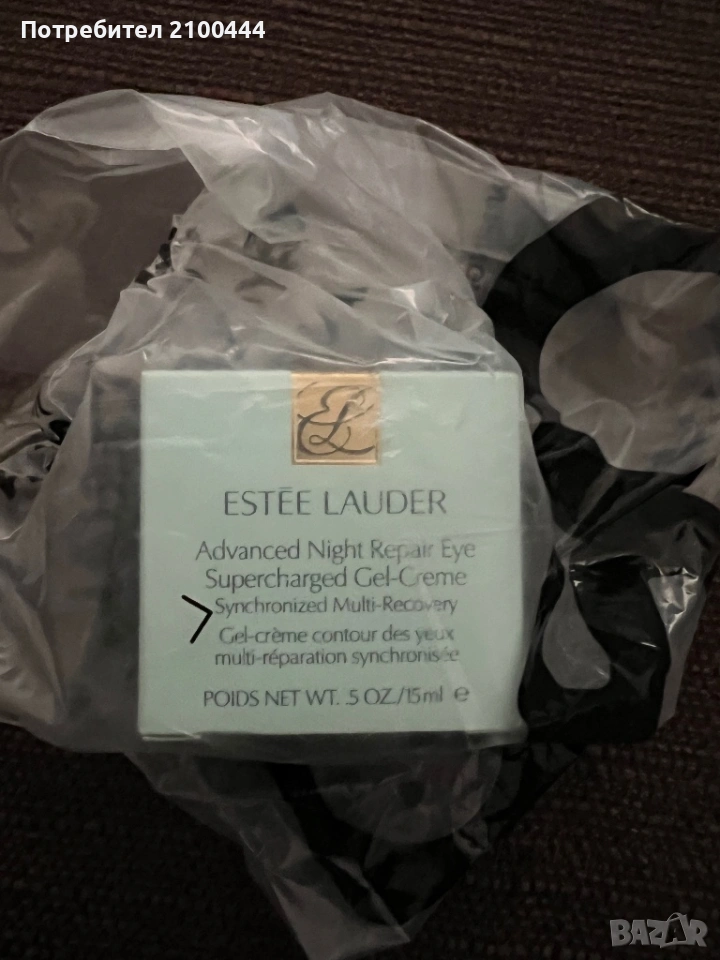 Потребител 2100444
EL
ESTĒE LAUDER
Advanced Night Repair Eye
Supercharged Gel-Creme
Synchronized Multi-Recovery
Gel-crème contour des yeux
multi-réparation synchronisée
POIDS NET WT. .5 OZ./15ml e
BAZAR